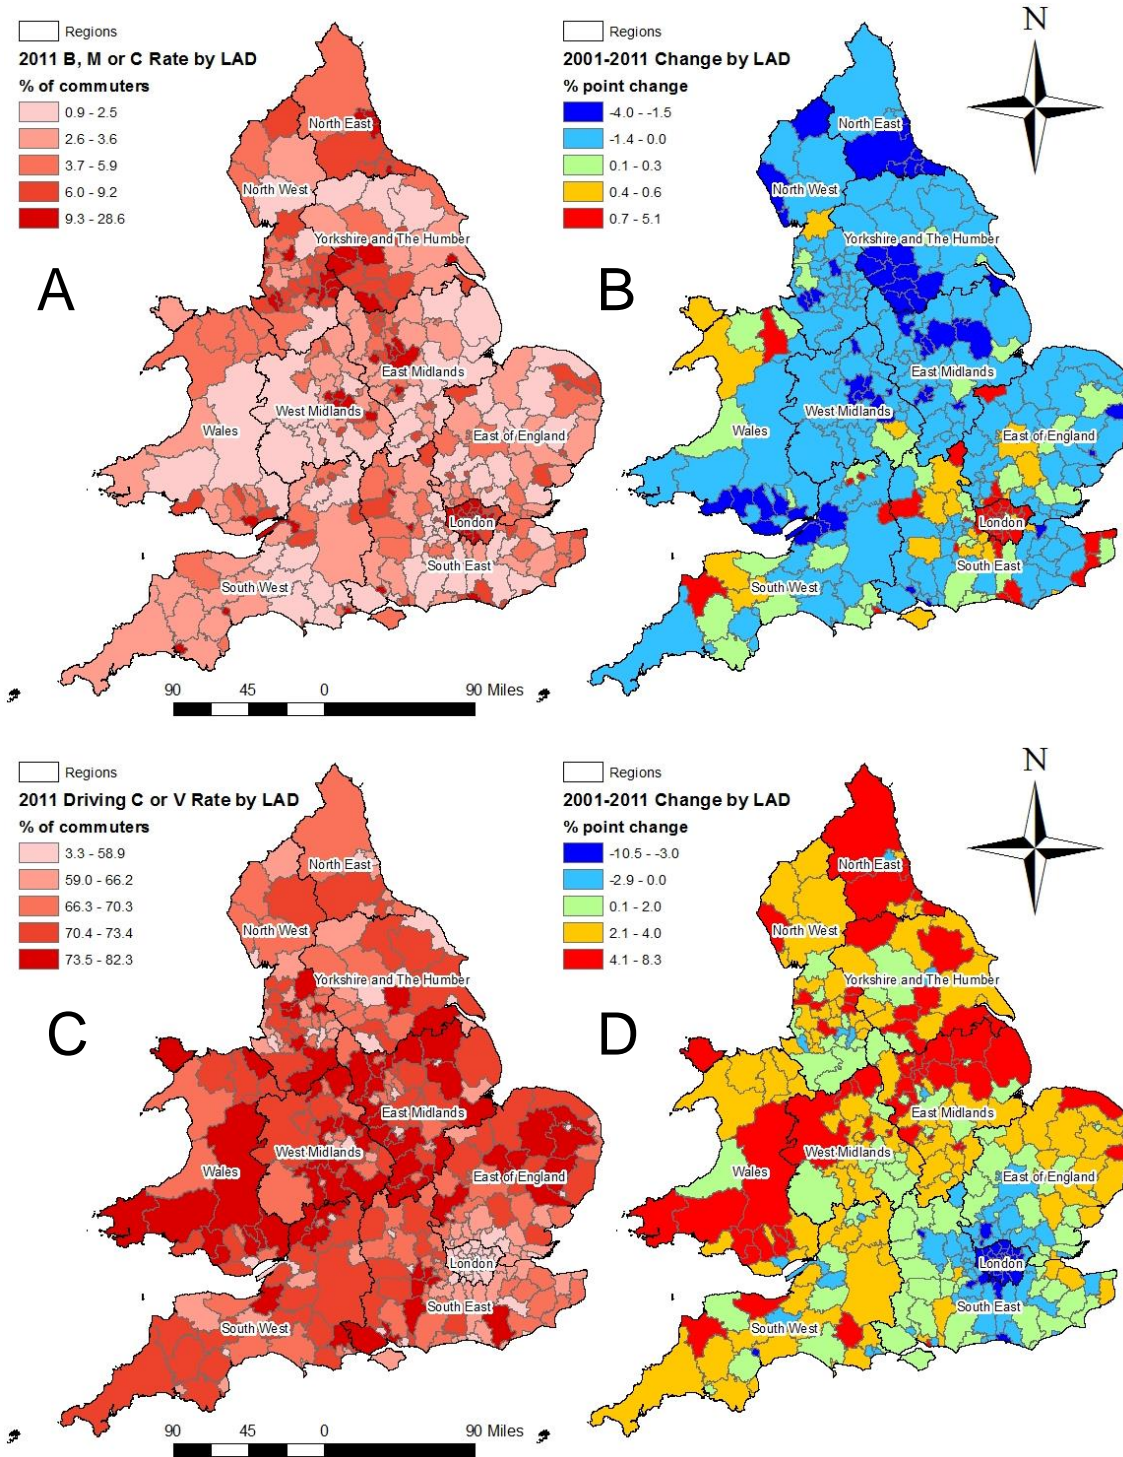 Regions
2011 B, M or C Rate by LAD
% of commuters
0.9 - 2.5
2.6 - 3.6
3.7 - 5.9
6.0 - 9.2
9.3 - 28.6
North East
North West
Yorkshire and The Humber
A
East Midlands
West Midlands
Wales
East of England
London
South East
South West
90 45 0 90 Miles
Regions
2001-2011 Change by LAD
% point change
-4.0 - -1.5
-1.4 - 0.0
0.1 - 0.3
0.4 - 0.6
0.7 - 5.1
N
North East
North West
Yorkshire and The Humber
B
East Midlands
West Midlands
Wales
East of England
London
South East
South West
Regions
2011 Driving C or V Rate by LAD
% of commuters
3.3 - 58.9
59.0 - 66.2
66.3 - 70.3
70.4 - 73.4
73.5 - 82.3
North East
North West
Yorkshire and The Humber
C
East Midlands
West Midlands
Wales
East of England
London
South East
South West
90 45 0 90 Miles
Regions
2001-2011 Change by LAD
% point change
-10.5 - -3.0
-2.9 - 0.0
0.1 - 2.0
2.1 - 4.0
4.1 - 8.3
N
North East
North West
Yorkshire and The Humber
D
East Midlands
West Midlands
Wales
East of England
London
South East
South West